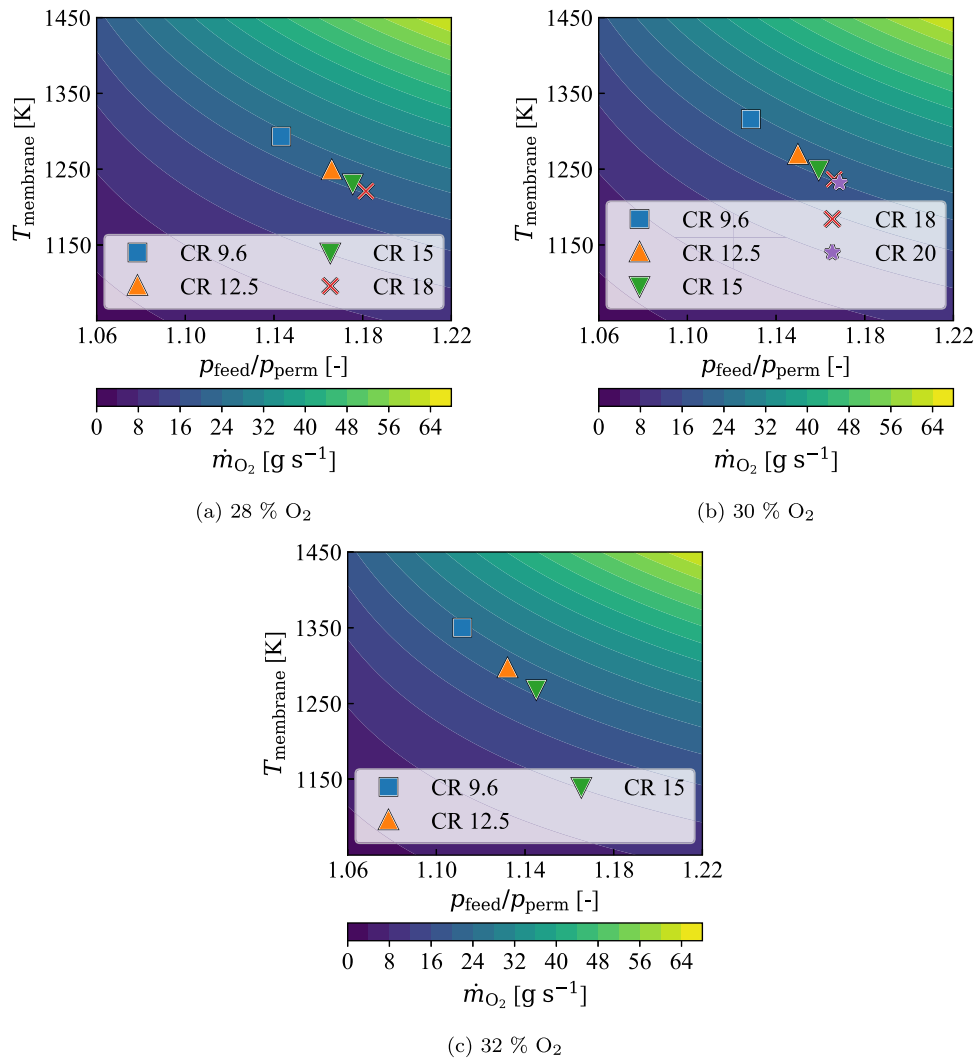 1450
1350
1250
1150
T_membrane [K]
CR 9.6
CR 12.5
CR 15
CR 18
1.06 1.10 1.14 1.18 1.22
p_feed/p_perm [-]
0 8 16 24 32 40 48 56 64
ṁ_O₂ [g s⁻¹]
(a) 28 % O₂
1450
1350
1250
1150
T_membrane [K]
CR 9.6
CR 12.5
CR 15
CR 18
CR 20
1.06 1.10 1.14 1.18 1.22
p_feed/p_perm [-]
0 8 16 24 32 40 48 56 64
ṁ_O₂ [g s⁻¹]
(b) 30 % O₂
1450
1350
1250
1150
T_membrane [K]
CR 9.6
CR 12.5
CR 15
1.06 1.10 1.14 1.18 1.22
p_feed/p_perm [-]
0 8 16 24 32 40 48 56 64
ṁ_O₂ [g s⁻¹]
(c) 32 % O₂